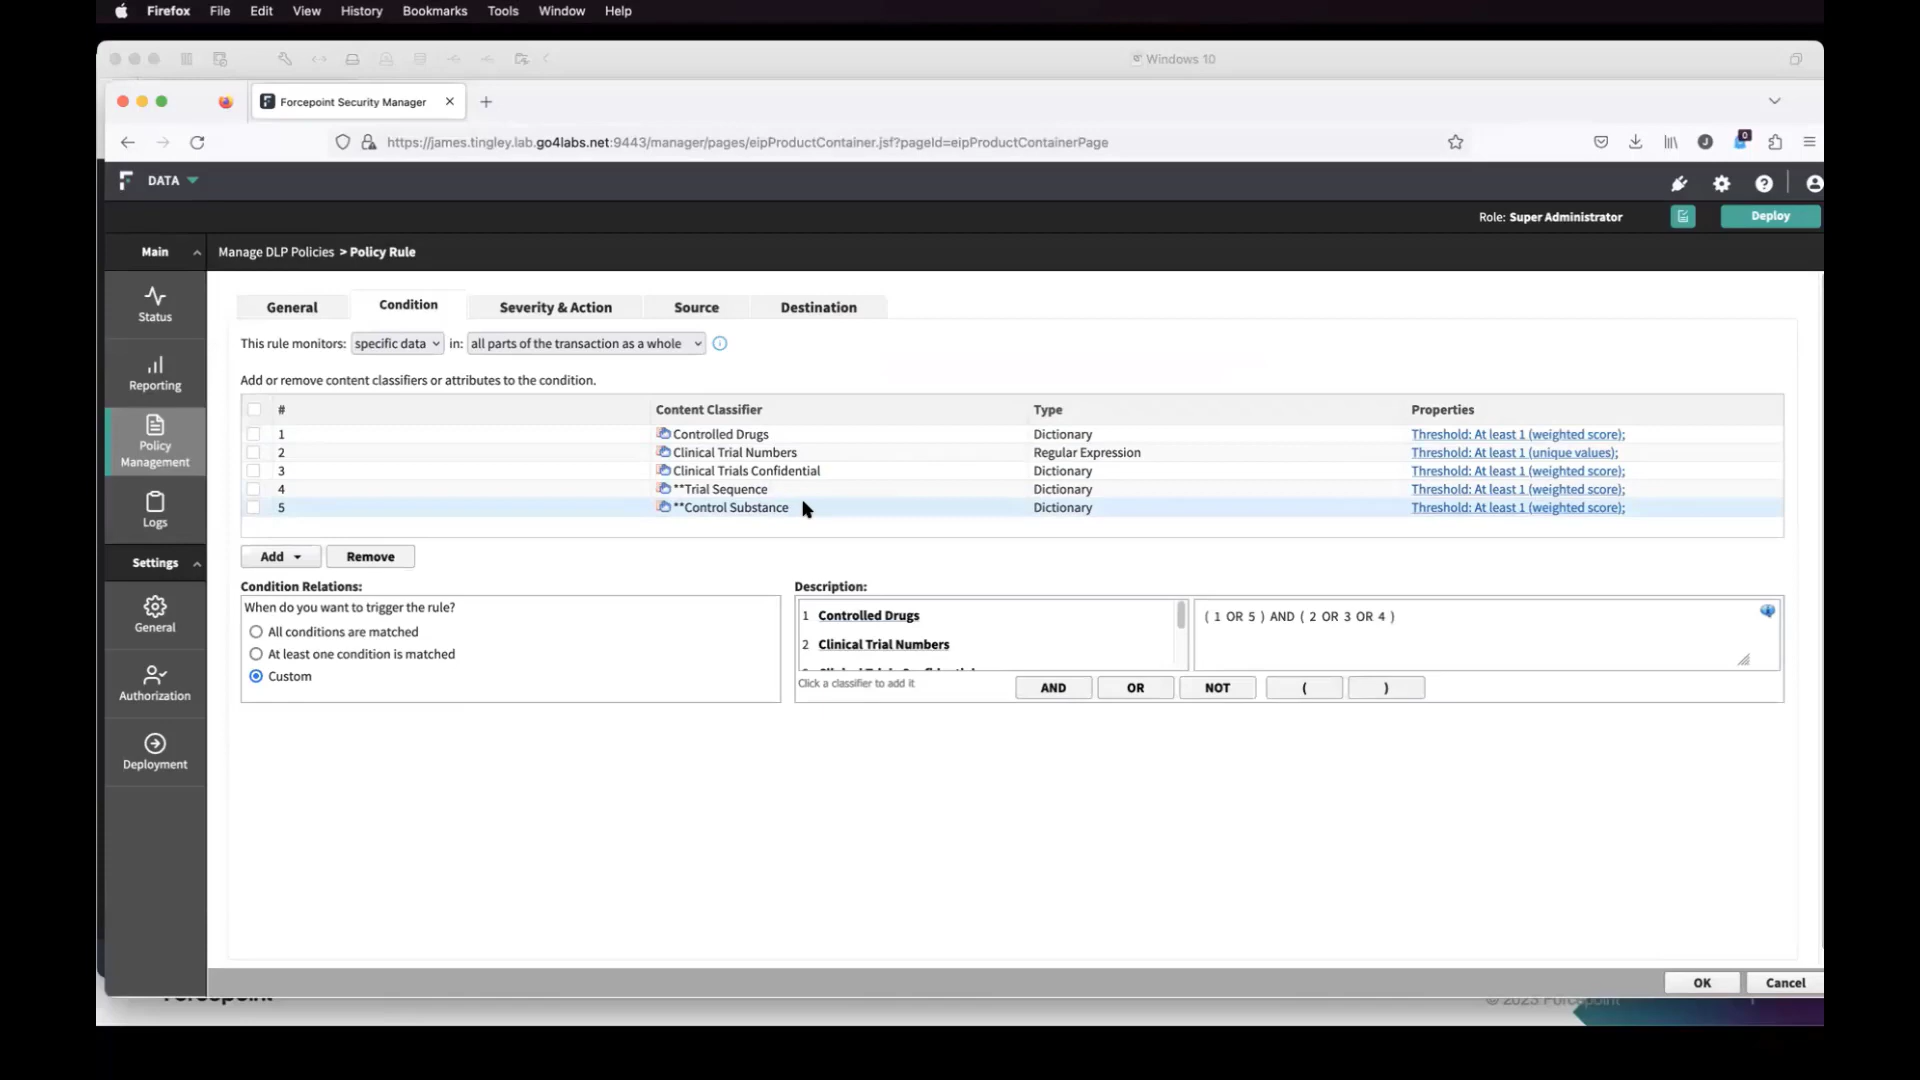 Firefox File Edit View History Bookmarks Tools Window Help
Windows 10
Forcepoint Security Manager
https://james.tingley.lab.go4labs.net:9443/manager/pages/eipProductContainer.jsf?pageId=eipProductContainerPage
0
J
DATA
Role: Super Administrator
Deploy
Main
Manage DLP Policies > Policy Rule
Status
Reporting
Policy
Management
Logs
Settings
General
Authorization
Deployment
General Condition Severity & Action Source Destination
This rule monitors: specific data in: all parts of the transaction as a whole
Add or remove content classifiers or attributes to the condition.
# Content Classifier Type Properties
1 Controlled Drugs Dictionary Threshold: At least 1 (weighted score);
2 Clinical Trial Numbers Regular Expression Threshold: At least 1 (unique values);
3 Clinical Trials Confidential Dictionary Threshold: At least 1 (weighted score);
4 **Trial Sequence Dictionary Threshold: At least 1 (weighted score);
5 **Control Substance Dictionary Threshold: At least 1 (weighted score);
Add Remove
Condition Relations:
When do you want to trigger the rule?
All conditions are matched
At least one condition is matched
Custom
Description:
1 Controlled Drugs
2 Clinical Trial Numbers
( 1 OR 5 ) AND ( 2 OR 3 OR 4 )
Click a classifier to add it
AND OR NOT ( )
OK Cancel
Forcepoint
© 2023 Forcepoint